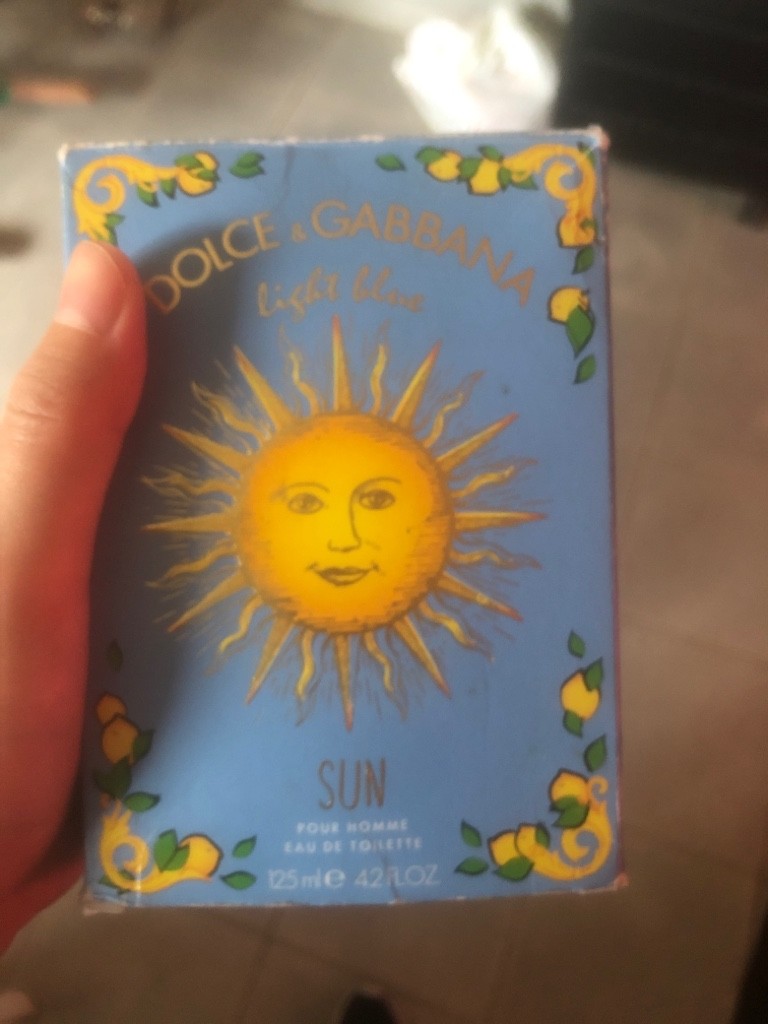 DOLCE & GABBANA
light blue
SUN
POUR HOMME
EAU DE TOILETTE
125 ml e 4.2 FL.OZ